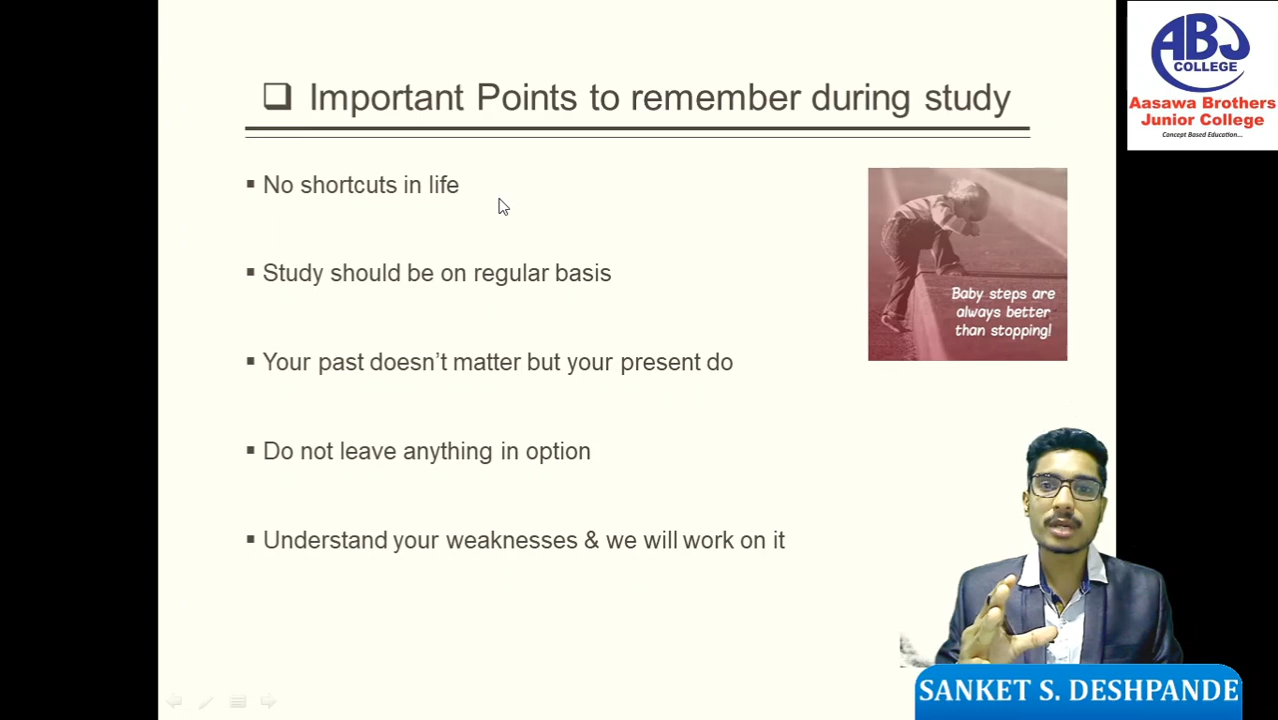 ABJ
COLLEGE
Aasawa Brothers
Junior College
Concept Based Education...
❑ Important Points to remember during study
▪ No shortcuts in life
▪ Study should be on regular basis
▪ Your past doesn’t matter but your present do
▪ Do not leave anything in option
▪ Understand your weaknesses & we will work on it
Baby steps are
always better
than stopping!
SANKET S. DESHPANDE